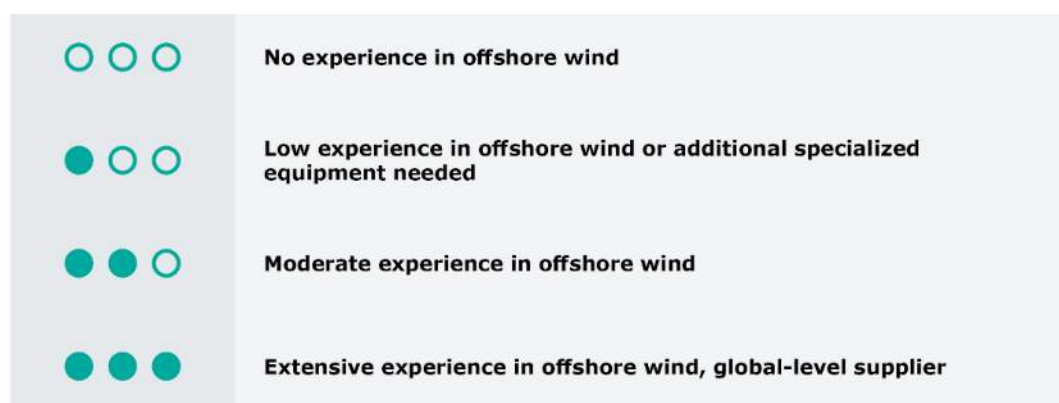 No experience in offshore wind
Low experience in offshore wind or additional specialized
equipment needed
Moderate experience in offshore wind
Extensive experience in offshore wind, global-level supplier